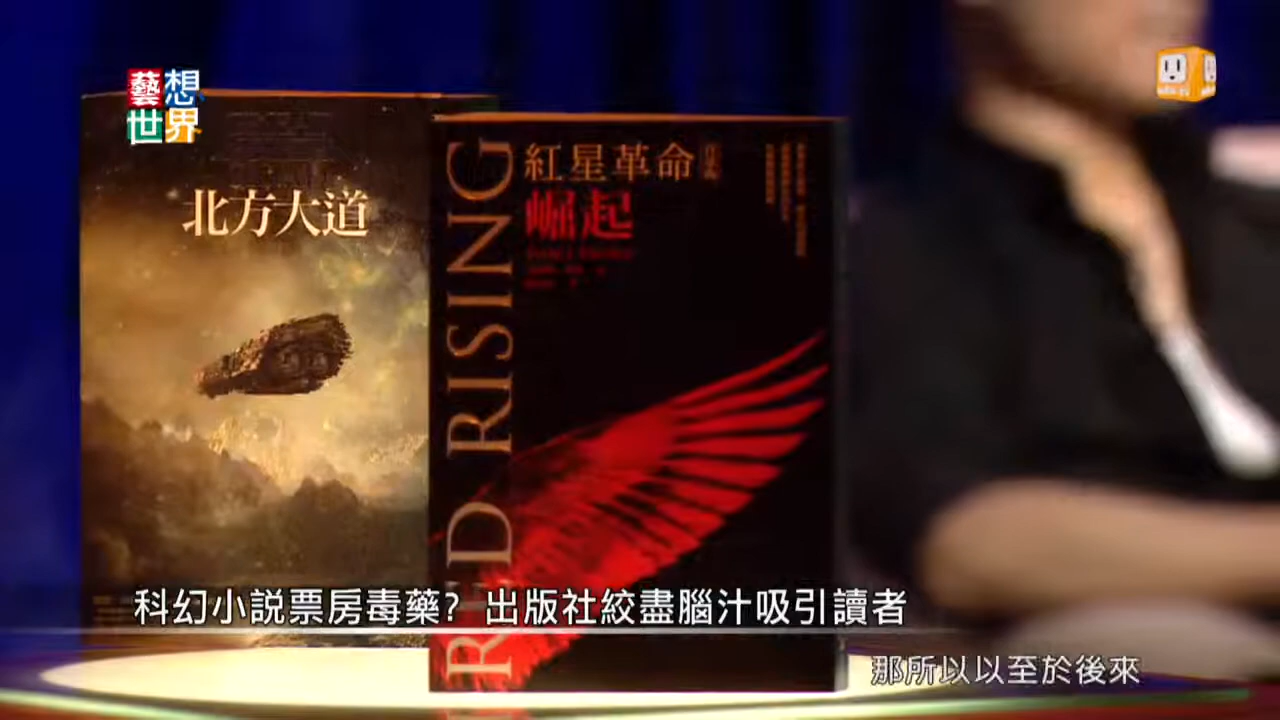 藝想
世界
北方大道
RED RISING
紅星革命
崛起
科幻小説票房毒藥? 出版社絞盡腦汁吸引讀者
那所以以至於後來